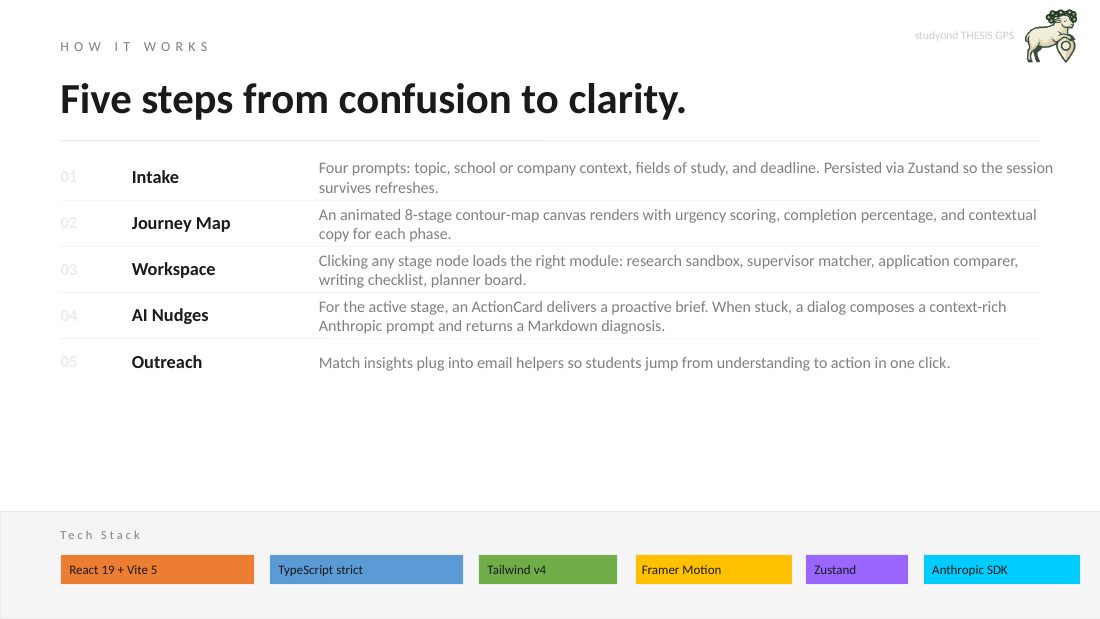 HOW IT WORKS
studyond THESIS GPS
Five steps from confusion to clarity.
01
Intake
Four prompts: topic, school or company context, fields of study, and deadline. Persisted via Zustand so the session
survives refreshes.
02
Journey Map
An animated 8-stage contour-map canvas renders with urgency scoring, completion percentage, and contextual
copy for each phase.
03
Workspace
Clicking any stage node loads the right module: research sandbox, supervisor matcher, application comparer,
writing checklist, planner board.
04
AI Nudges
For the active stage, an ActionCard delivers a proactive brief. When stuck, a dialog composes a context-rich
Anthropic prompt and returns a Markdown diagnosis.
05
Outreach
Match insights plug into email helpers so students jump from understanding to action in one click.
Tech Stack
React 19 + Vite 5
TypeScript strict
Tailwind v4
Framer Motion
Zustand
Anthropic SDK